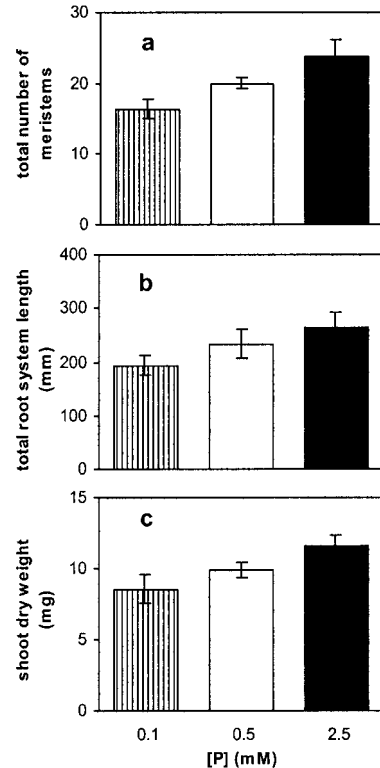 30
a
total number of
meristems
20
10
0
400
b
total root system length
(mm)
300
200
100
0
15
c
shoot dry weight
(mg)
10
5
0
0.1 0.5 2.5
[P] (mM)